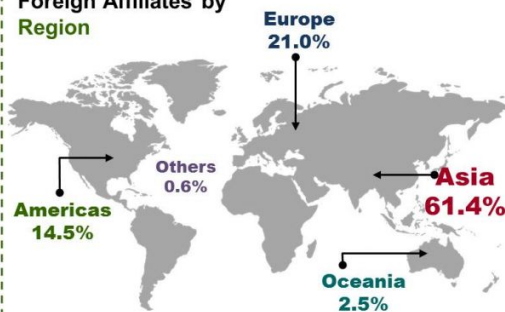 Foreign Affiliates by
Region
Europe
21.0%
Others
0.6%
Asia
61.4%
Americas
14.5%
Oceania
2.5%